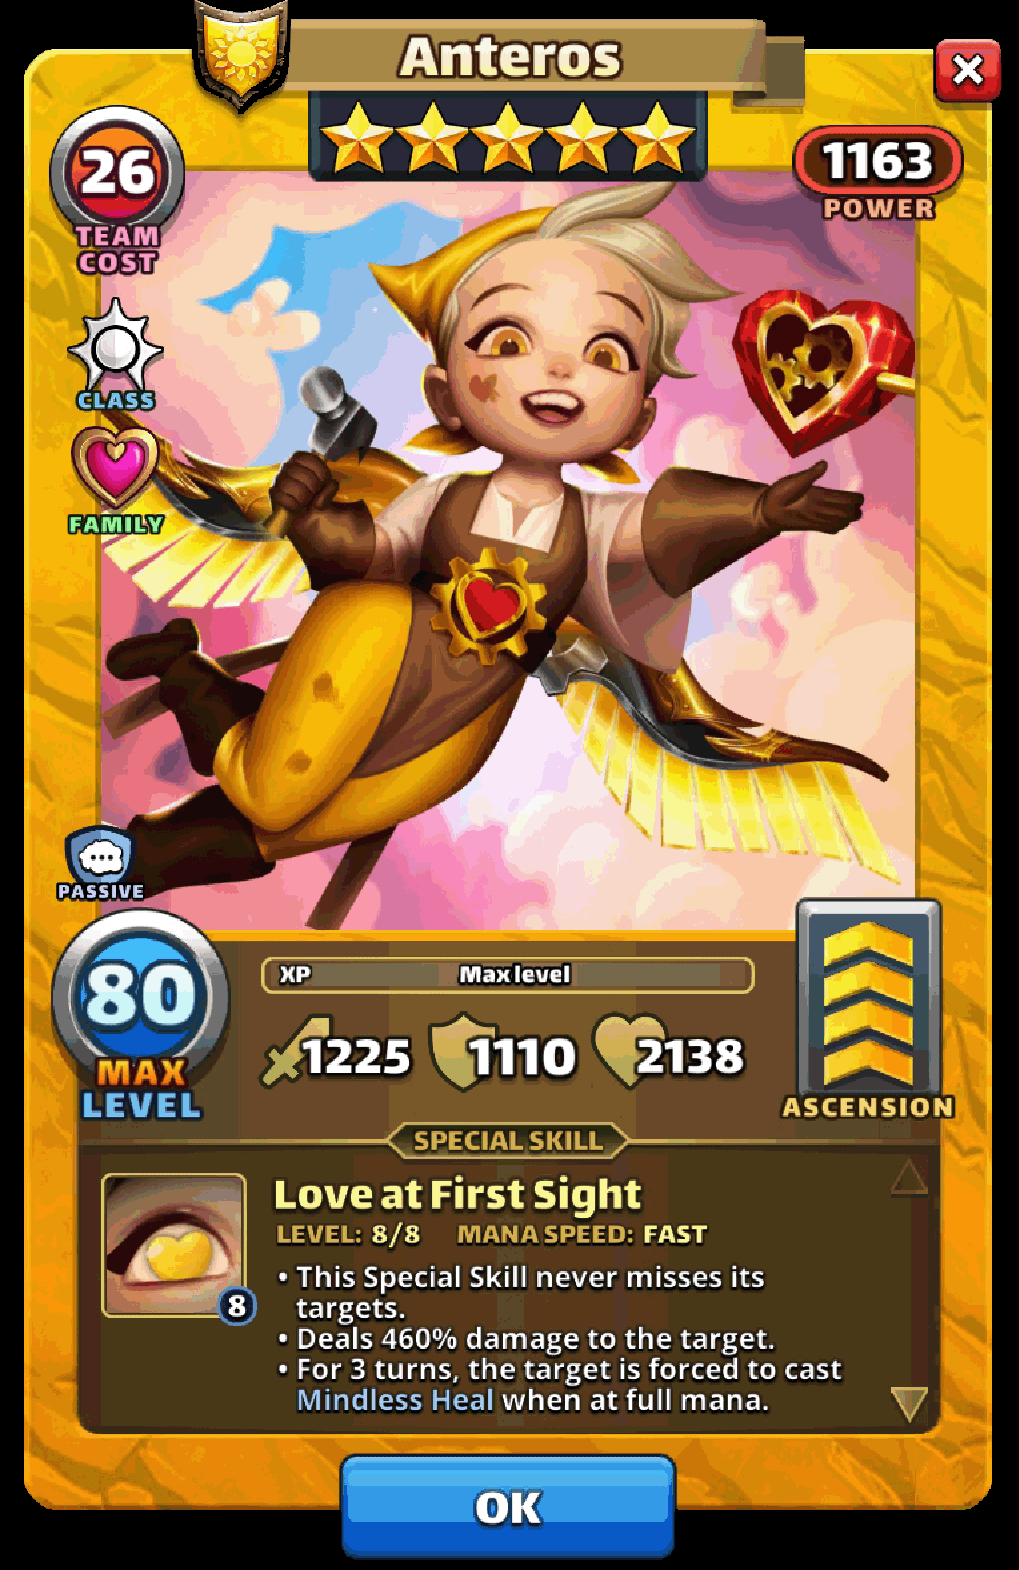 Anteros
26
TEAM
COST
1163
POWER
CLASS
FAMILY
PASSIVE
80
MAX
LEVEL
XP Max level
1225 1110 2138
ASCENSION
SPECIAL SKILL
Love at First Sight
LEVEL: 8/8 MANA SPEED: FAST
8
• This Special Skill never misses its
targets.
• Deals 460% damage to the target.
• For 3 turns, the target is forced to cast
Mindless Heal when at full mana.
OK